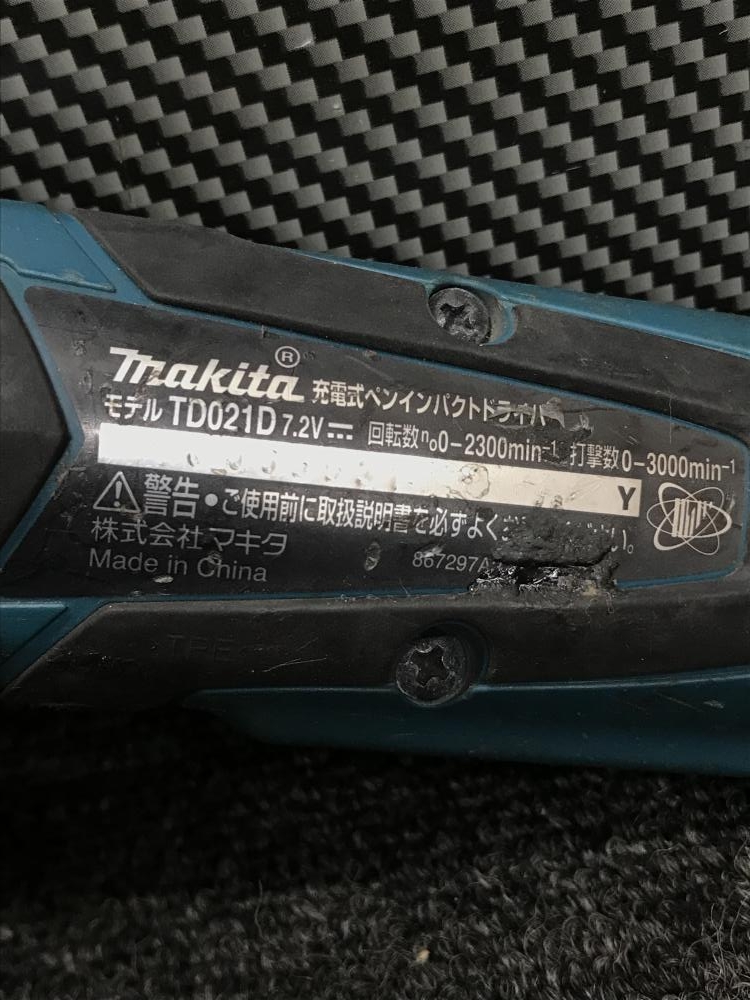 makita® 充電式ペンインパクトドライバ
モデル TD021D 7.2V 回転数 n₀0-2300min⁻¹ 打撃数 0-3000min⁻¹
Y
警告・ご使用前に取扱説明書を必ずよくご
い。
株式会社マキタ
867297A
Made in China